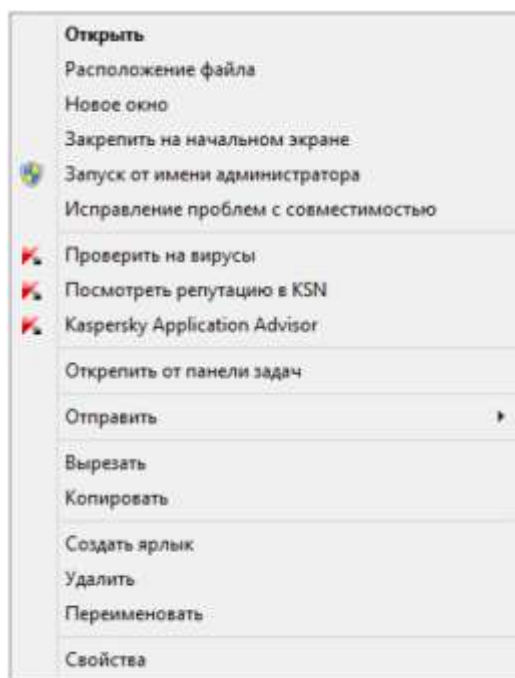 Открыть
Расположение файла
Новое окно
Закрепить на начальном экране
Запуск от имени администратора
Исправление проблем с совместимостью
Проверить на вирусы
Посмотреть репутацию в KSN
Kaspersky Application Advisor
Открепить от панели задач
Отправить
Вырезать
Копировать
Создать ярлык
Удалить
Переименовать
Свойства